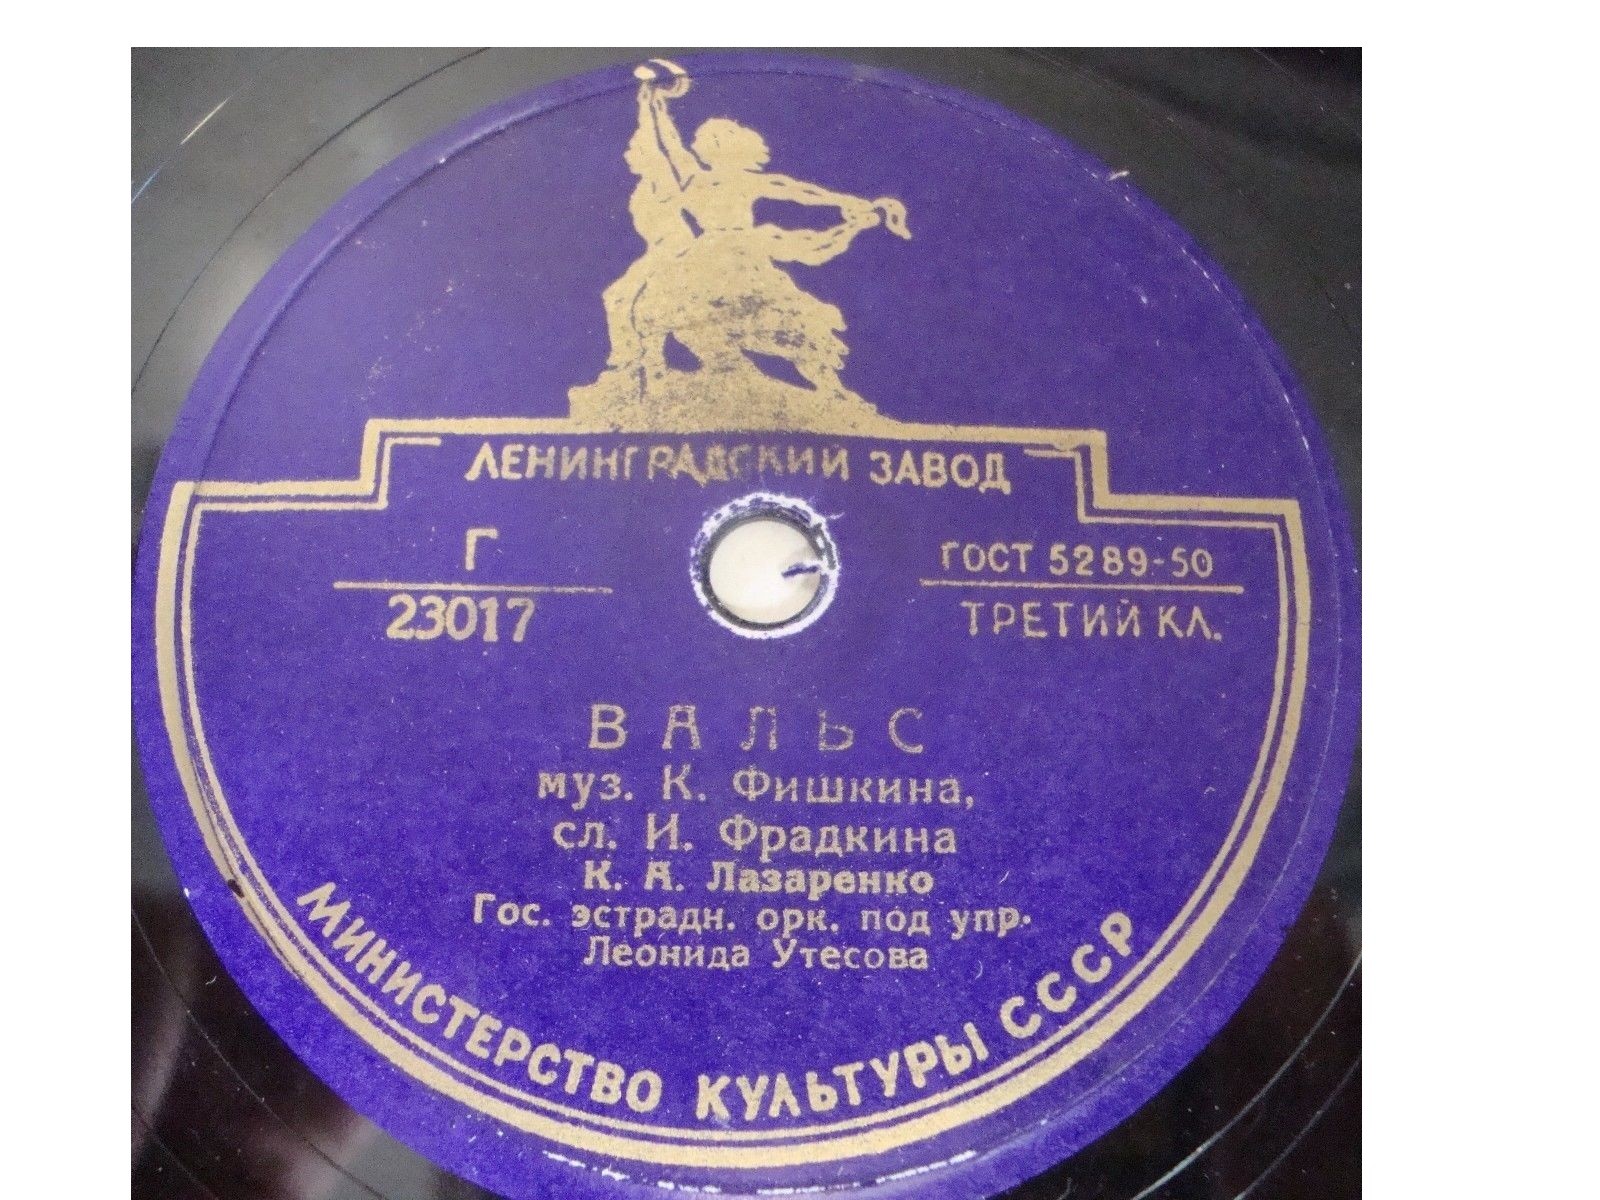 ЛЕНИНГРАДСКИЙ ЗАВОД
Г
23017
ГОСТ 5289-50
ТРЕТИЙ КЛ.
ВАЛЬС
муз. К. Фишкина,
сл. И. Фрадкина
К. А. Лазаренко
Гос. эстрадн. орк. под упр.
Леонида Утесова
МИНИСТЕРСТВО КУЛЬТУРЫ СССР